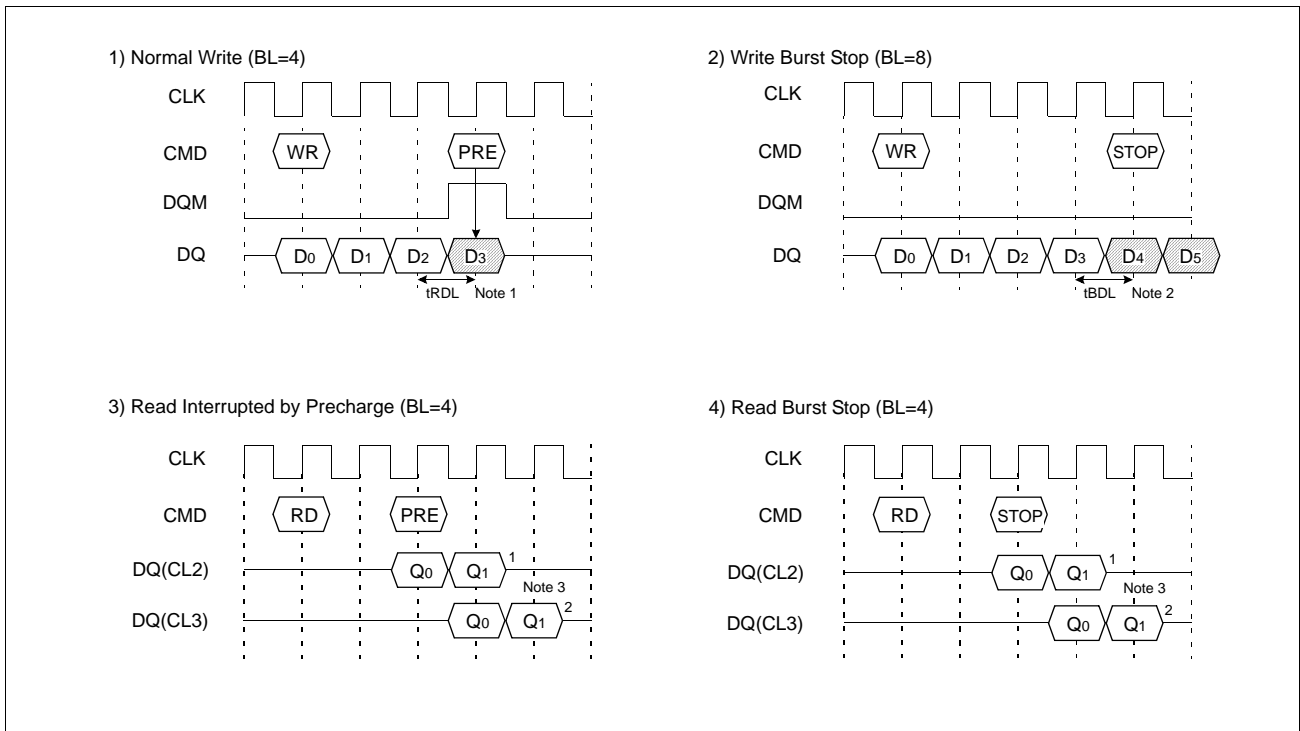 1) Normal Write (BL=4)
CLK
CMD WR PRE
DQM
DQ D0 D1 D2 D3
tRDL Note 1
2) Write Burst Stop (BL=8)
CLK
CMD WR STOP
DQM
DQ D0 D1 D2 D3 D4 D5
tBDL Note 2
3) Read Interrupted by Precharge (BL=4)
CLK
CMD RD PRE
DQ(CL2) Q0 Q1 1
Note 3
DQ(CL3) Q0 Q1 2
4) Read Burst Stop (BL=4)
CLK
CMD RD STOP
DQ(CL2) Q0 Q1 1
Note 3
DQ(CL3) Q0 Q1 2